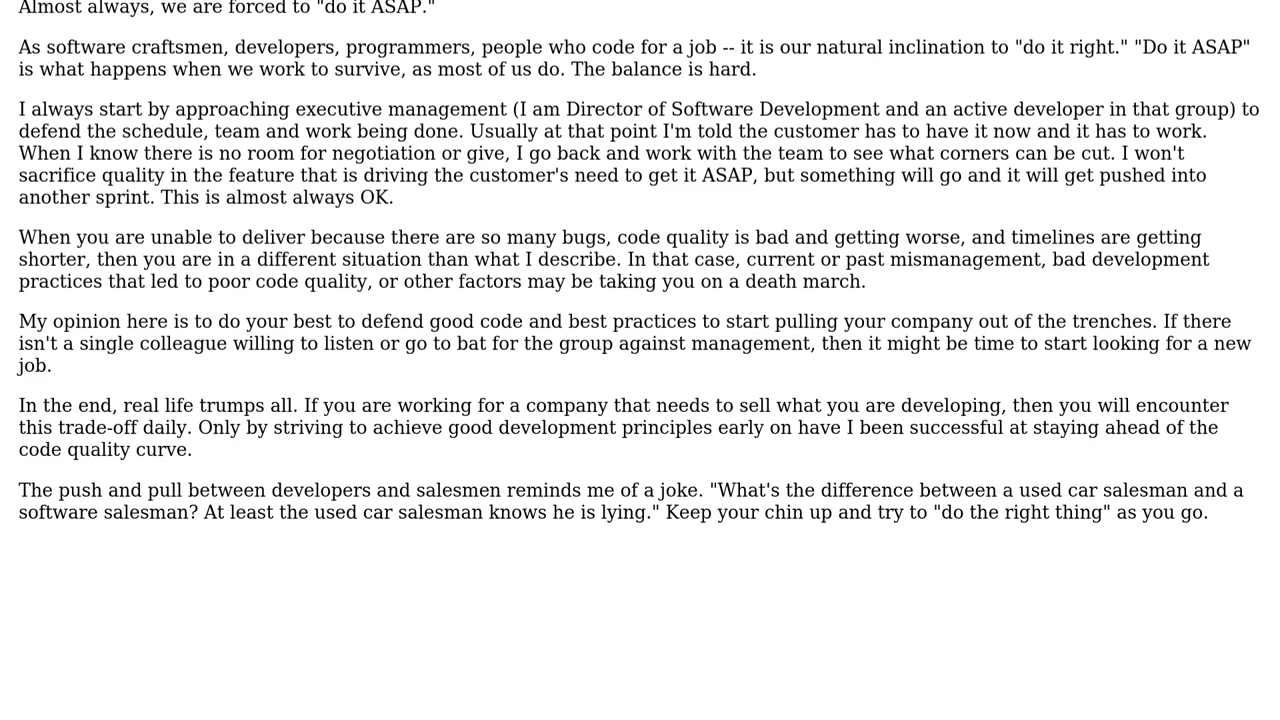 Almost always, we are forced to "do it ASAP."
As software craftsmen, developers, programmers, people who code for a job -- it is our natural inclination to "do it right." "Do it ASAP"
is what happens when we work to survive, as most of us do. The balance is hard.
I always start by approaching executive management (I am Director of Software Development and an active developer in that group) to
defend the schedule, team and work being done. Usually at that point I'm told the customer has to have it now and it has to work.
When I know there is no room for negotiation or give, I go back and work with the team to see what corners can be cut. I won't
sacrifice quality in the feature that is driving the customer's need to get it ASAP, but something will go and it will get pushed into
another sprint. This is almost always OK.
When you are unable to deliver because there are so many bugs, code quality is bad and getting worse, and timelines are getting
shorter, then you are in a different situation than what I describe. In that case, current or past mismanagement, bad development
practices that led to poor code quality, or other factors may be taking you on a death march.
My opinion here is to do your best to defend good code and best practices to start pulling your company out of the trenches. If there
isn't a single colleague willing to listen or go to bat for the group against management, then it might be time to start looking for a new
job.
In the end, real life trumps all. If you are working for a company that needs to sell what you are developing, then you will encounter
this trade-off daily. Only by striving to achieve good development principles early on have I been successful at staying ahead of the
code quality curve.
The push and pull between developers and salesmen reminds me of a joke. "What's the difference between a used car salesman and a
software salesman? At least the used car salesman knows he is lying." Keep your chin up and try to "do the right thing" as you go.